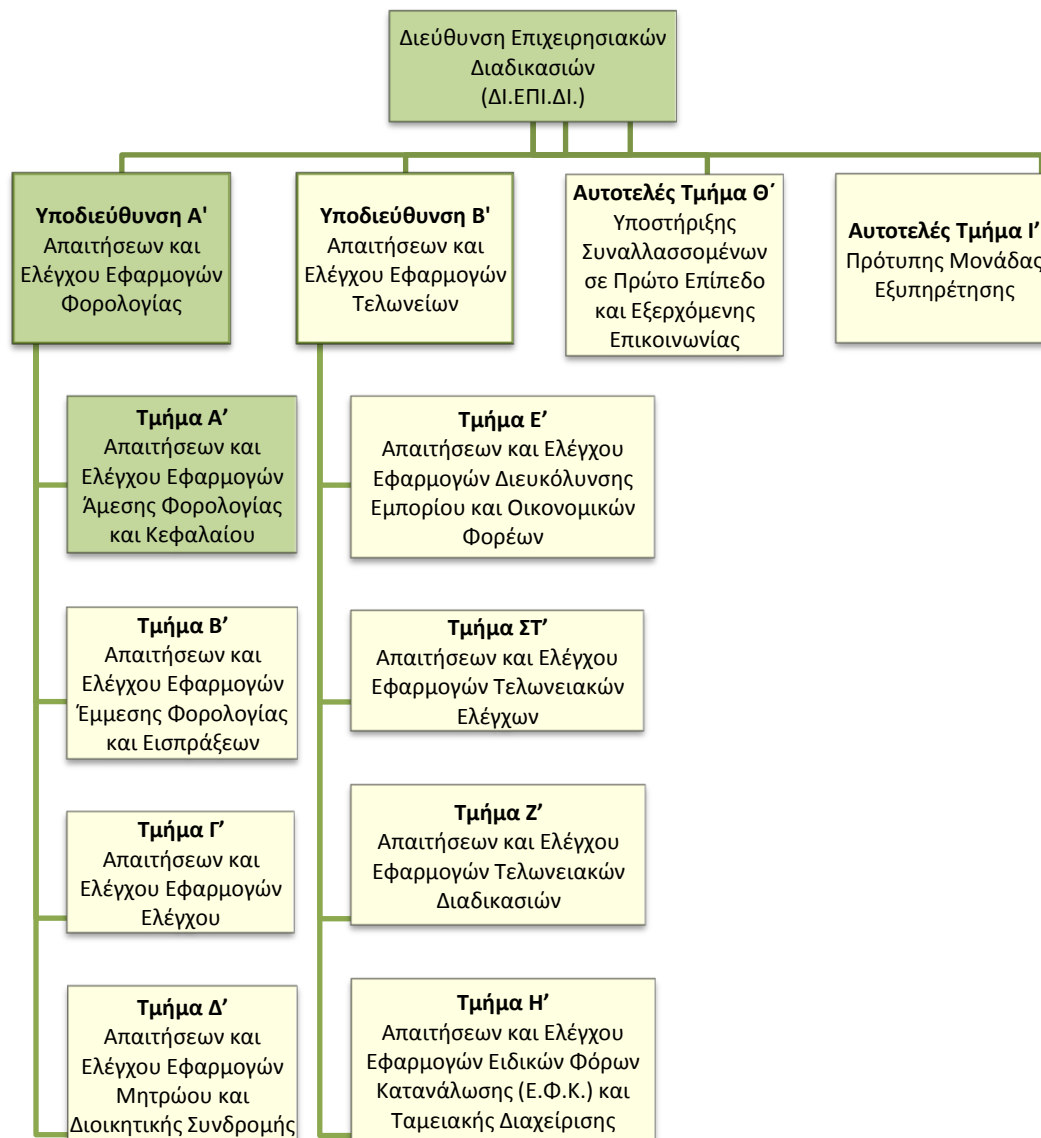 Διεύθυνση Επιχειρησιακών
Διαδικασιών
(ΔΙ.ΕΠΙ.ΔΙ.)
Υποδιεύθυνση Α'
Απαιτήσεων και
Ελέγχου Εφαρμογών
Φορολογίας
Υποδιεύθυνση Β'
Απαιτήσεων και
Ελέγχου Εφαρμογών
Τελωνείων
Αυτοτελές Τμήμα Θ΄
Υποστήριξης
Συναλλασσομένων
σε Πρώτο Επίπεδο
και Εξερχόμενης
Επικοινωνίας
Αυτοτελές Τμήμα Ι’
Πρότυπης Μονάδας
Εξυπηρέτησης
Τμήμα Α’
Απαιτήσεων και
Ελέγχου Εφαρμογών
Άμεσης Φορολογίας
και Κεφαλαίου
Τμήμα Β’
Απαιτήσεων και
Ελέγχου Εφαρμογών
Έμμεσης Φορολογίας
και Εισπράξεων
Τμήμα Γ’
Απαιτήσεων και
Ελέγχου Εφαρμογών
Ελέγχου
Τμήμα Δ’
Απαιτήσεων και
Ελέγχου Εφαρμογών
Μητρώου και
Διοικητικής Συνδρομής
Τμήμα Ε’
Απαιτήσεων και Ελέγχου
Εφαρμογών Διευκόλυνσης
Εμπορίου και Οικονομικών
Φορέων
Τμήμα ΣΤ’
Απαιτήσεων και Ελέγχου
Εφαρμογών Τελωνειακών
Ελέγχων
Τμήμα Ζ’
Απαιτήσεων και Ελέγχου
Εφαρμογών Τελωνειακών
Διαδικασιών
Τμήμα Η’
Απαιτήσεων και Ελέγχου
Εφαρμογών Ειδικών Φόρων
Κατανάλωσης (Ε.Φ.Κ.) και
Ταμειακής Διαχείρισης